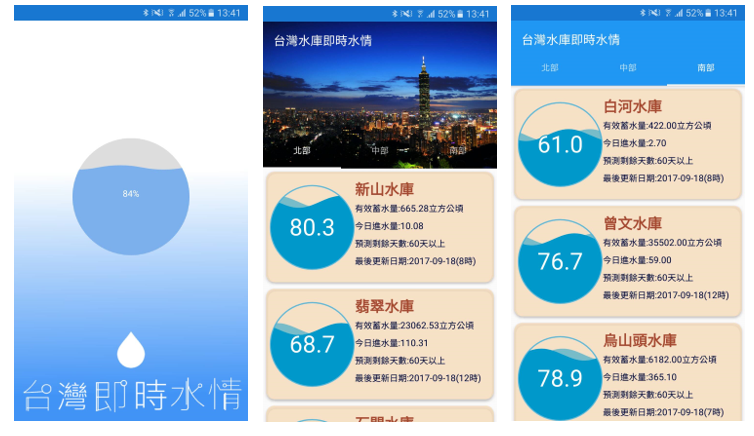 52% 13:41
84%
台灣即時水情
52% 13:41
台灣水庫即時水情
北部 中部 南部
新山水庫
80.3
有效蓄水量:665.28立方公頃
今日進水量:10.08
預測剩餘天數:60天以上
最後更新日期:2017-09-18(8時)
翡翠水庫
68.7
有效蓄水量:23062.53立方公頃
今日進水量:110.31
預測剩餘天數:60天以上
最後更新日期:2017-09-18(12時)
石門水庫
52% 13:41
台灣水庫即時水情
北部 中部 南部
白河水庫
61.0
有效蓄水量:422.00立方公頃
今日進水量:2.70
預測剩餘天數:60天以上
最後更新日期:2017-09-18(8時)
曾文水庫
76.7
有效蓄水量:35502.00立方公頃
今日進水量:59.00
預測剩餘天數:60天以上
最後更新日期:2017-09-18(12時)
烏山頭水庫
78.9
有效蓄水量:6182.00立方公頃
今日進水量:365.10
預測剩餘天數:60天以上
最後更新日期:2017-09-18(7時)